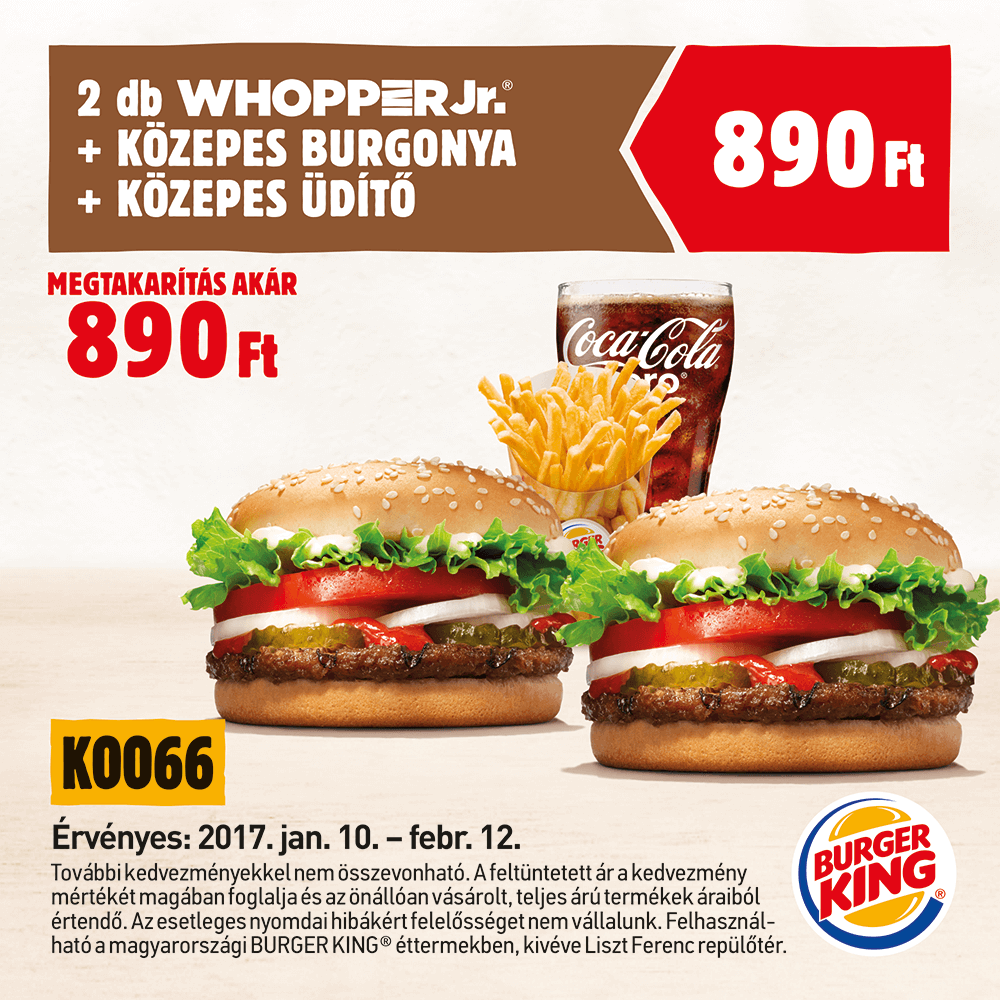 2 db WHOPPER Jr.®
+ KÖZEPES BURGONYA
+ KÖZEPES ÜDÍTŐ
890 Ft
MEGTAKARÍTÁS AKÁR
890 Ft
Coca-Cola
zero®
BURGER
K0066
Érvényes: 2017. jan. 10. – febr. 12.
További kedvezményekkel nem összevonható. A feltüntetett ár a kedvezmény
mértékét magában foglalja és az önállóan vásárolt, teljes árú termékek áraiból
értendő. Az esetleges nyomdai hibákért felelősséget nem vállalunk. Felhasznál-
ható a magyarországi BURGER KING® éttermekben, kivéve Liszt Ferenc repülőtér.
BURGER
KING®